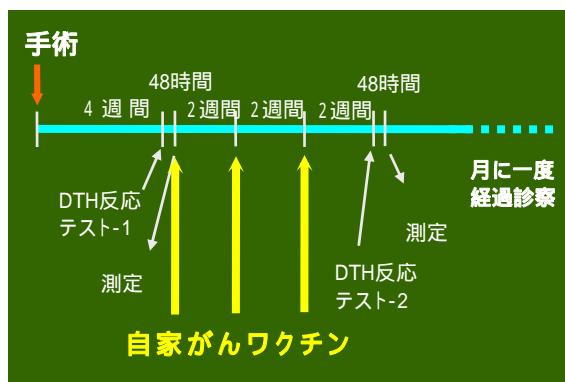 手術
48時間
48時間
4 週 間
2週間
2週間
2週間
DTH反応
テスト-1
測定
月に一度
経過診察
測定
DTH反応
テスト-2
自家がんワクチン